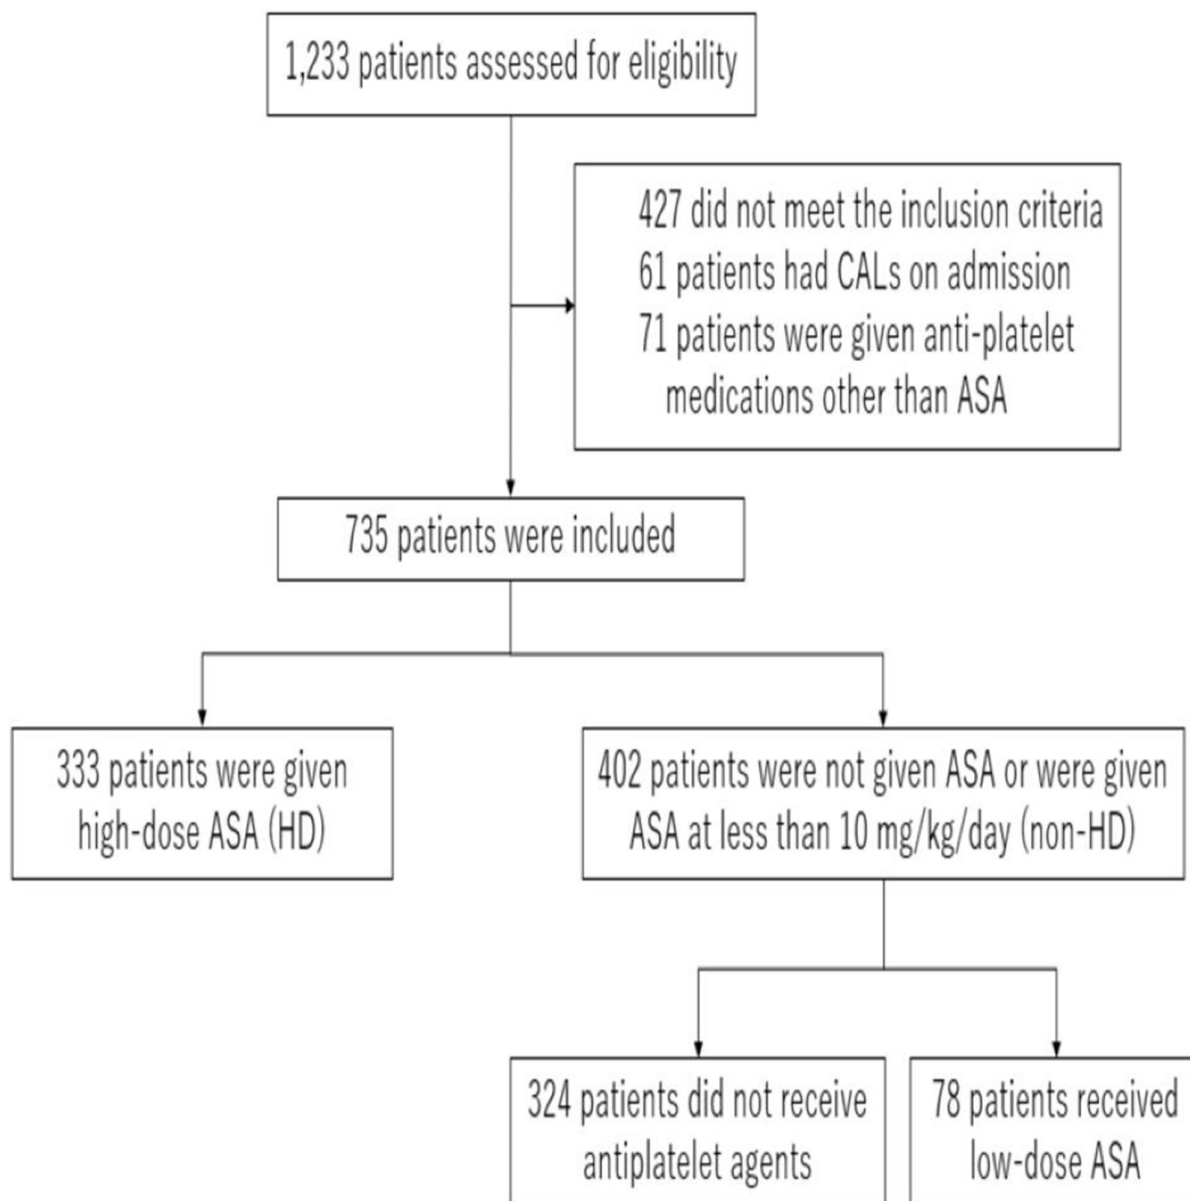 1,233 patients assessed for eligibility
427 did not meet the inclusion criteria
61 patients had CALs on admission
71 patients were given anti-platelet
medications other than ASA
735 patients were included
333 patients were given
high-dose ASA (HD)
402 patients were not given ASA or were given
ASA at less than 10 mg/kg/day (non-HD)
324 patients did not receive
antiplatelet agents
78 patients received
low-dose ASA